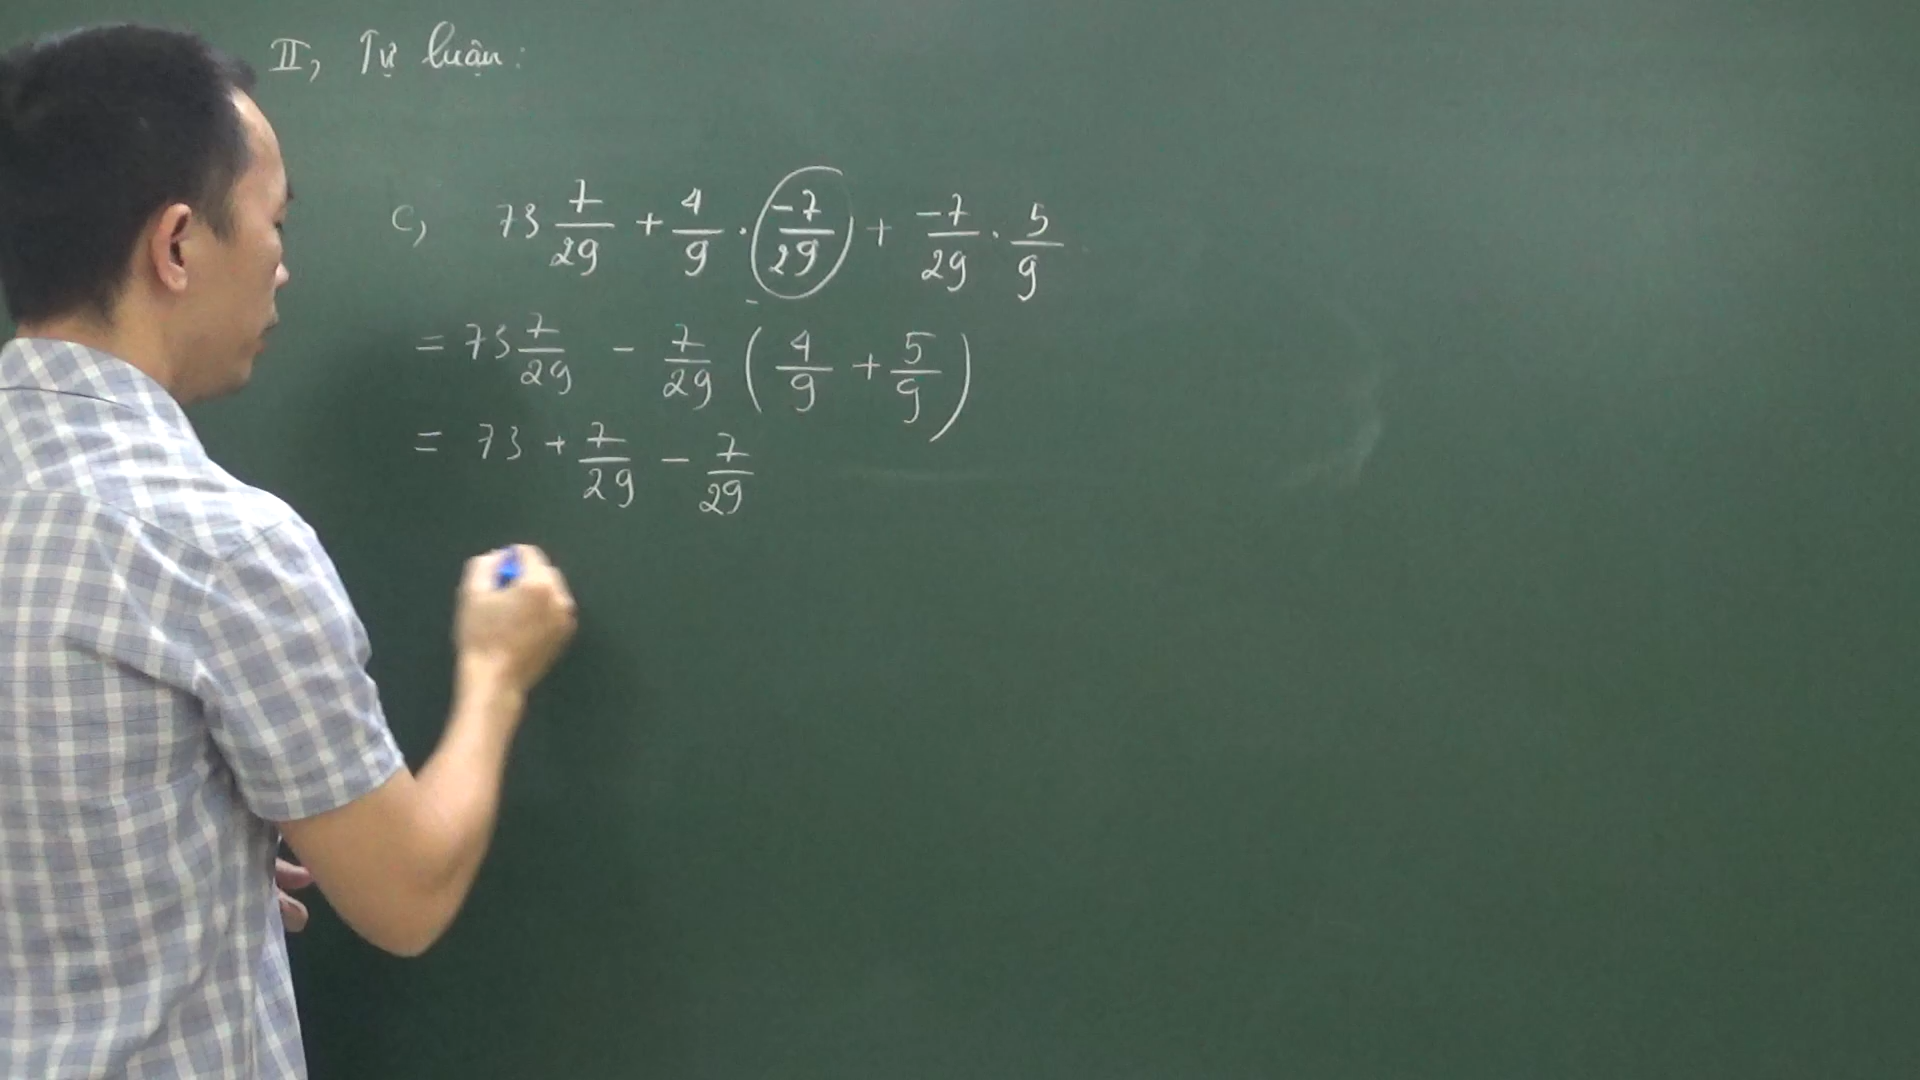 II, Tự luận:
c, 73 7/29 + 4/9 . -7/29 + -7/29 . 5/9
= 73 7/29 - 7/29 (4/9 + 5/9)
= 73 + 7/29 - 7/29